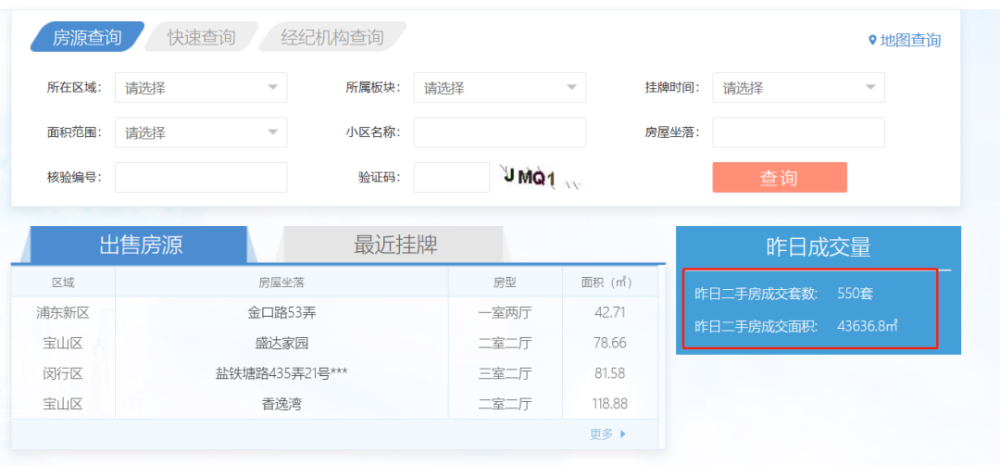 房源查询 快速查询 经纪机构查询 地图查询
所在区域: 请选择 所属板块: 请选择 挂牌时间: 请选择
面积范围: 请选择 小区名称: 房屋坐落:
核验编号: 验证码: JMQ1 查询
出售房源 最近挂牌
区域 房屋坐落 房型 面积（㎡）
浦东新区 金口路53弄 一室两厅 42.71
宝山区 盛达家园 二室二厅 78.66
闵行区 盐铁塘路435弄21号*** 三室二厅 81.58
宝山区 香逸湾 二室二厅 118.88
更多
昨日成交量
昨日二手房成交套数: 550套
昨日二手房成交面积: 43636.8㎡